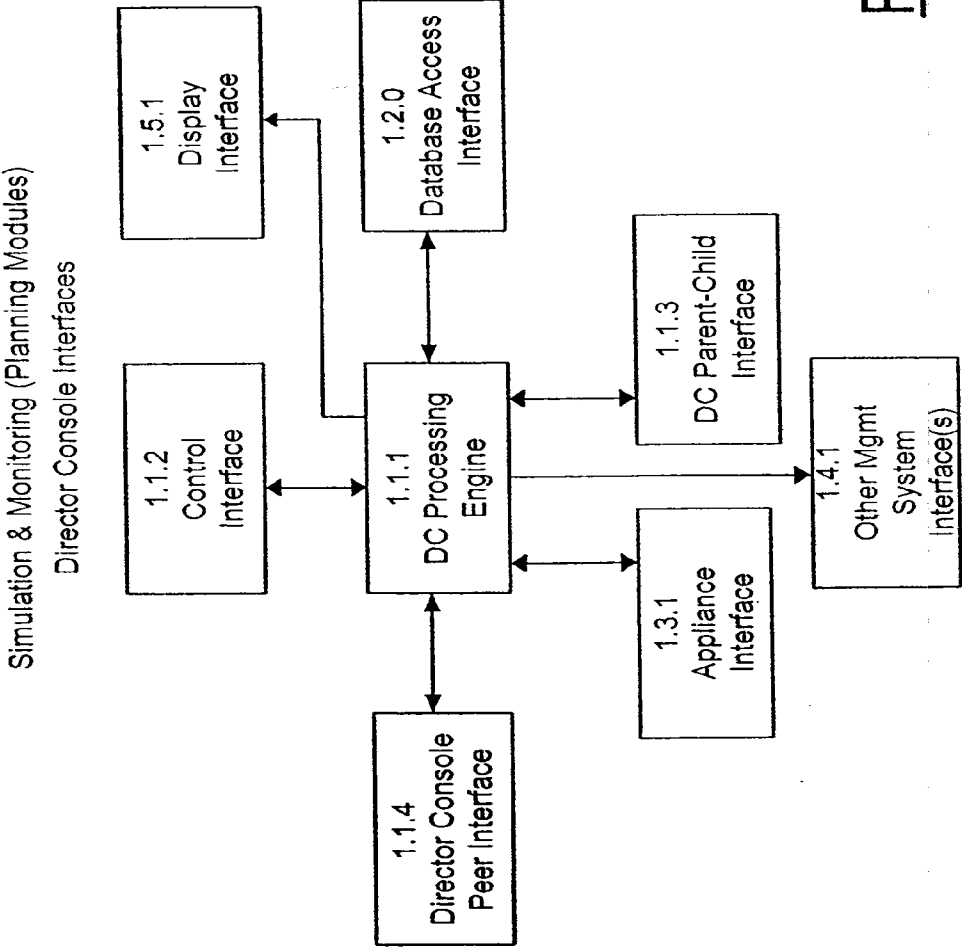 Simulation & Monitoring (Planning Modules)
Director Console Interfaces
1.5.1
Display
Interface
1.1.2
Control
Interface
1.2.0
Database Access
Interface
1.1.1
DC Processing
Engine
1.1.4
Director Console
Peer Interface
1.1.3
DC Parent-Child
Interface
1.3.1
Appliance
Interface
1.4.1
Other Mgmt
System
Interface(s)